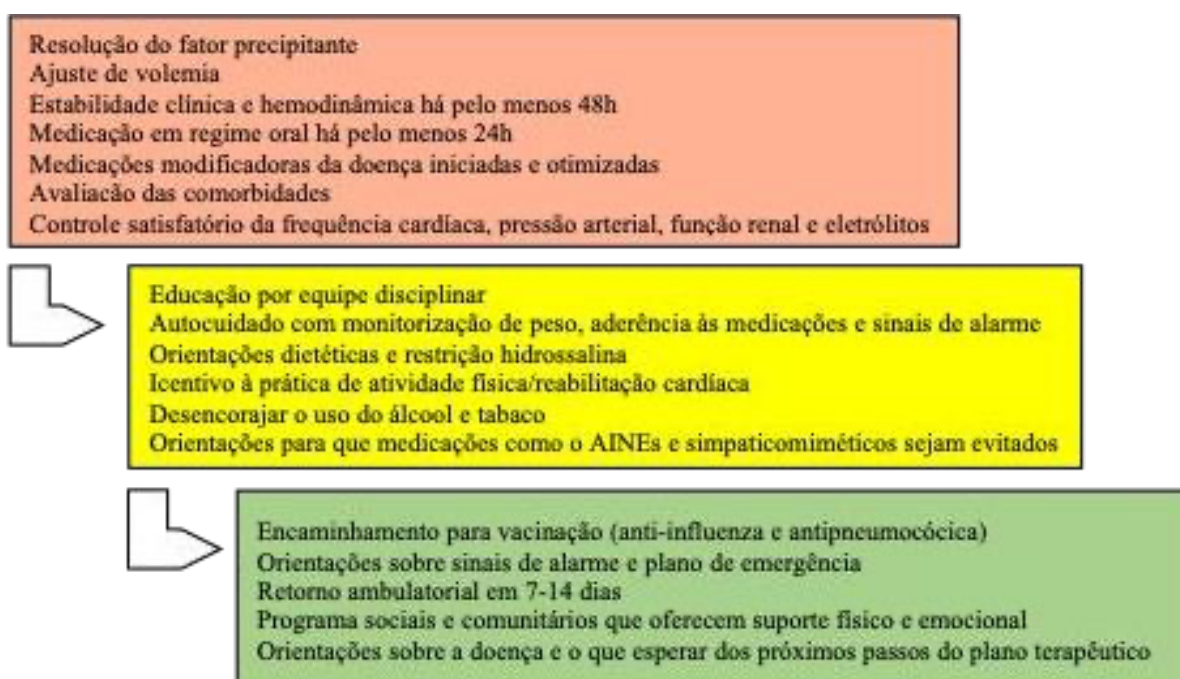 Resolução do fator precipitante
Ajuste de volemia
Estabilidade clínica e hemodinâmica há pelo menos 48h
Medicação em regime oral há pelo menos 24h
Medicações modificadoras da doença iniciadas e otimizadas
Avaliacão das comorbidades
Controle satisfatório da frequência cardíaca, pressão arterial, função renal e eletrólitos
Educação por equipe disciplinar
Autocuidado com monitorização de peso, aderência às medicações e sinais de alarme
Orientações dietéticas e restrição hidrossalina
Icentivo à prática de atividade física/reabilitação cardíaca
Desencorajar o uso do álcool e tabaco
Orientações para que medicações como o AINEs e simpaticomiméticos sejam evitados
Encaminhamento para vacinação (anti-influenza e antipneumocócica)
Orientações sobre sinais de alarme e plano de emergência
Retorno ambulatorial em 7-14 dias
Programa sociais e comunitários que oferecem suporte físico e emocional
Orientações sobre a doença e o que esperar dos próximos passos do plano terapêutico